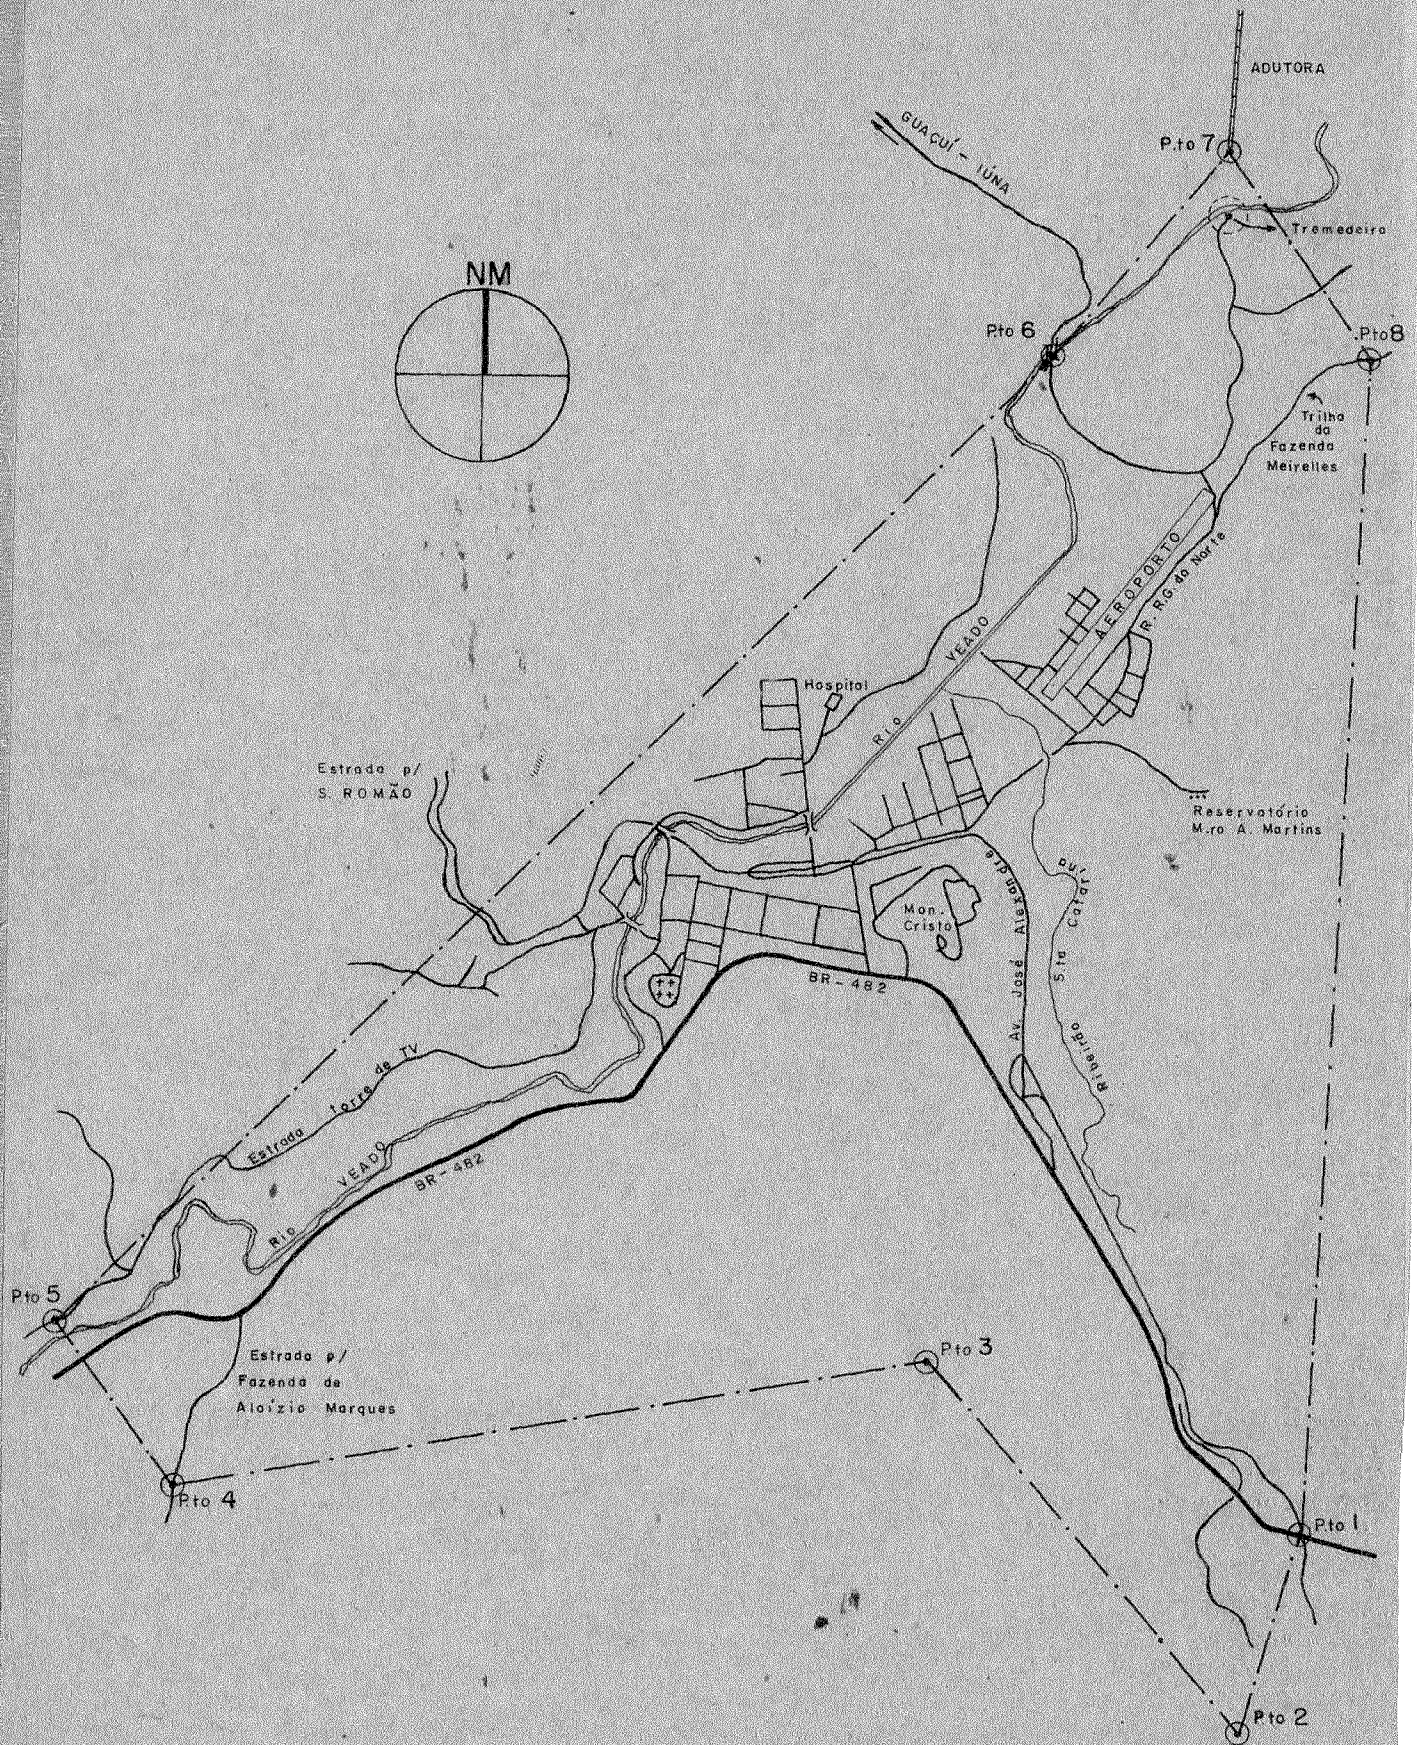 ADUTORA
GUAÇUÍ - IÚNA
P.to 7
Tremedeiro
NM
P.to 6
P.to 8
Trilha
da
Fazenda
Meirelles
AEROPORTO
R. R.G. do Norte
Hospital
Rio VEADO
Estrada p/
S. ROMÃO
Reservatório
M.ro A. Martins
Mon.
Cristo
Av. José Alexandre
Ribeirão S.ta Catarina
BR-482
Estrada torre de TV
Rio VEADO
BR-482
P.to 5
Estrada p/
Fazenda de
Aloízio Marques
P.to 3
P.to 4
P.to 1
P.to 2